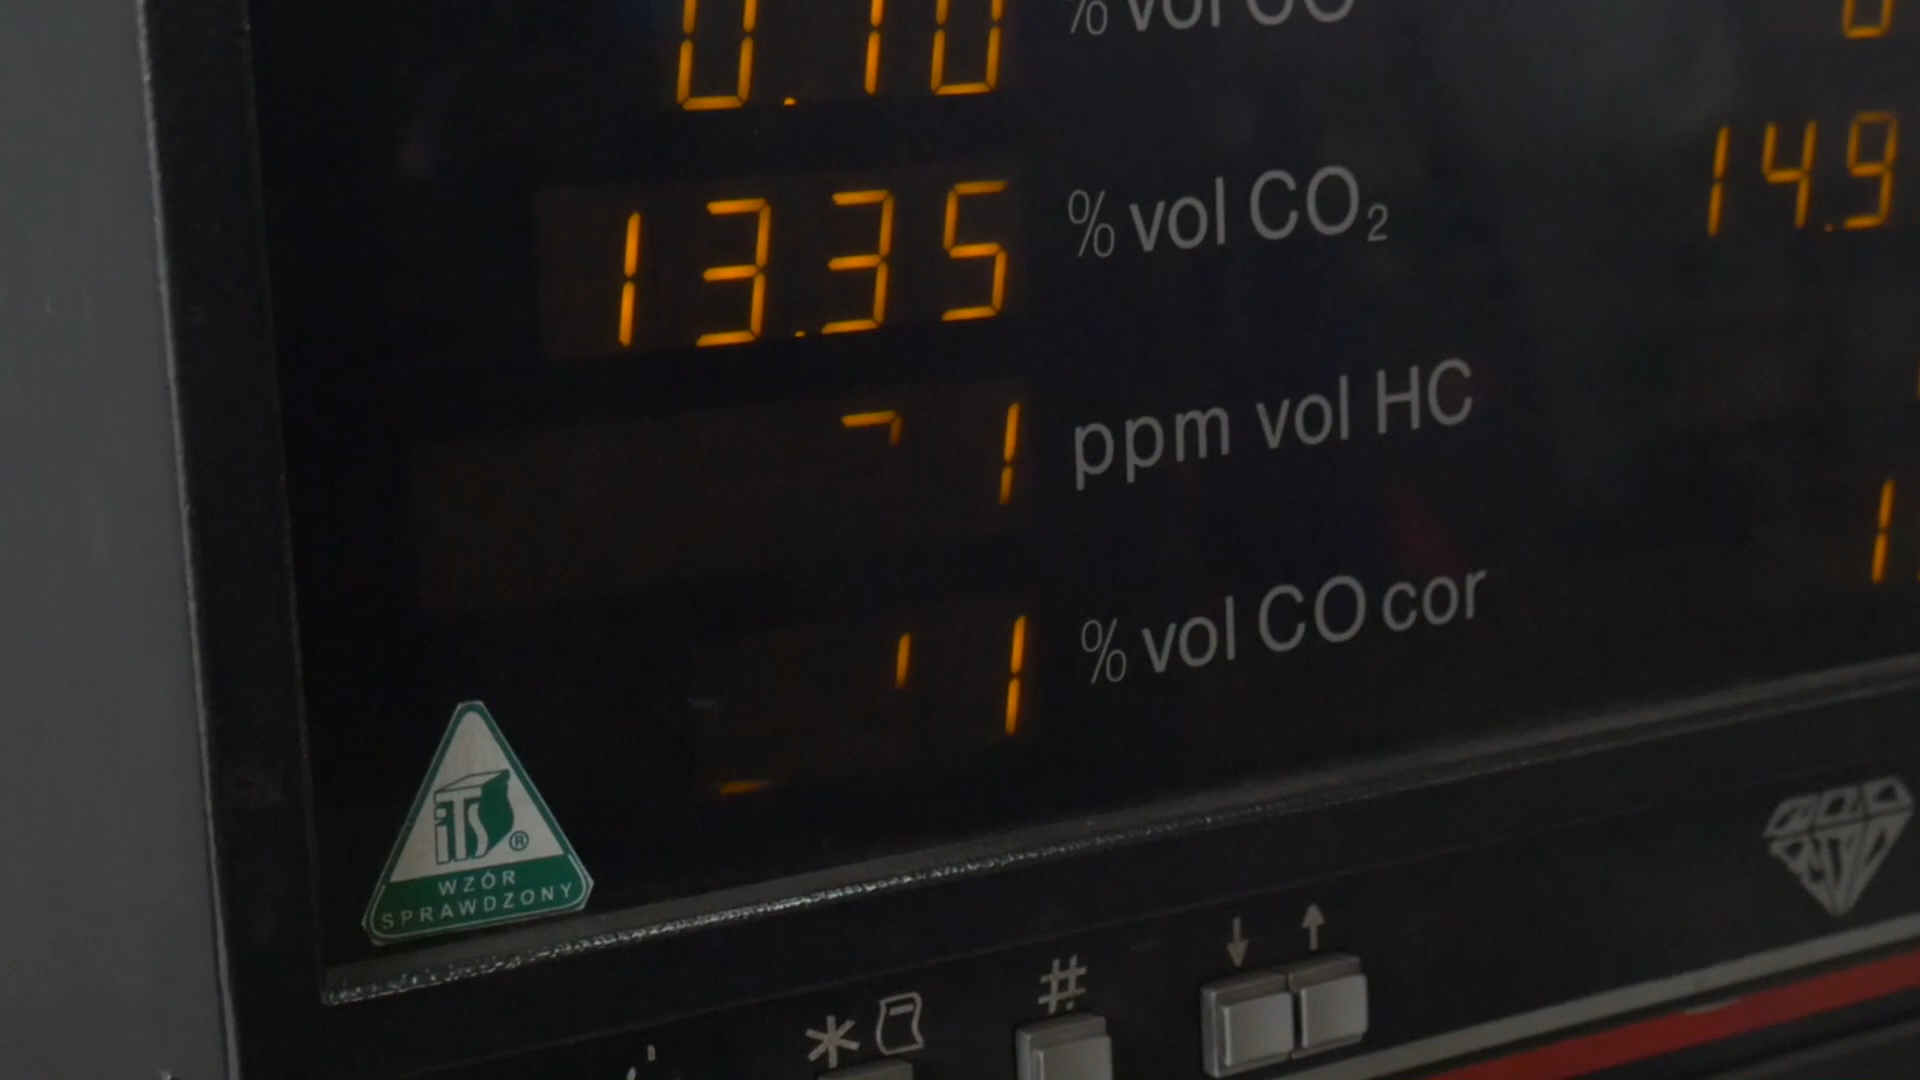 0.10 % vol CO
13.35 % vol CO₂ 14.9
ppm vol HC
% vol CO cor
iTS®
WZÓR
SPRAWDZONY
* #
↓ ↑